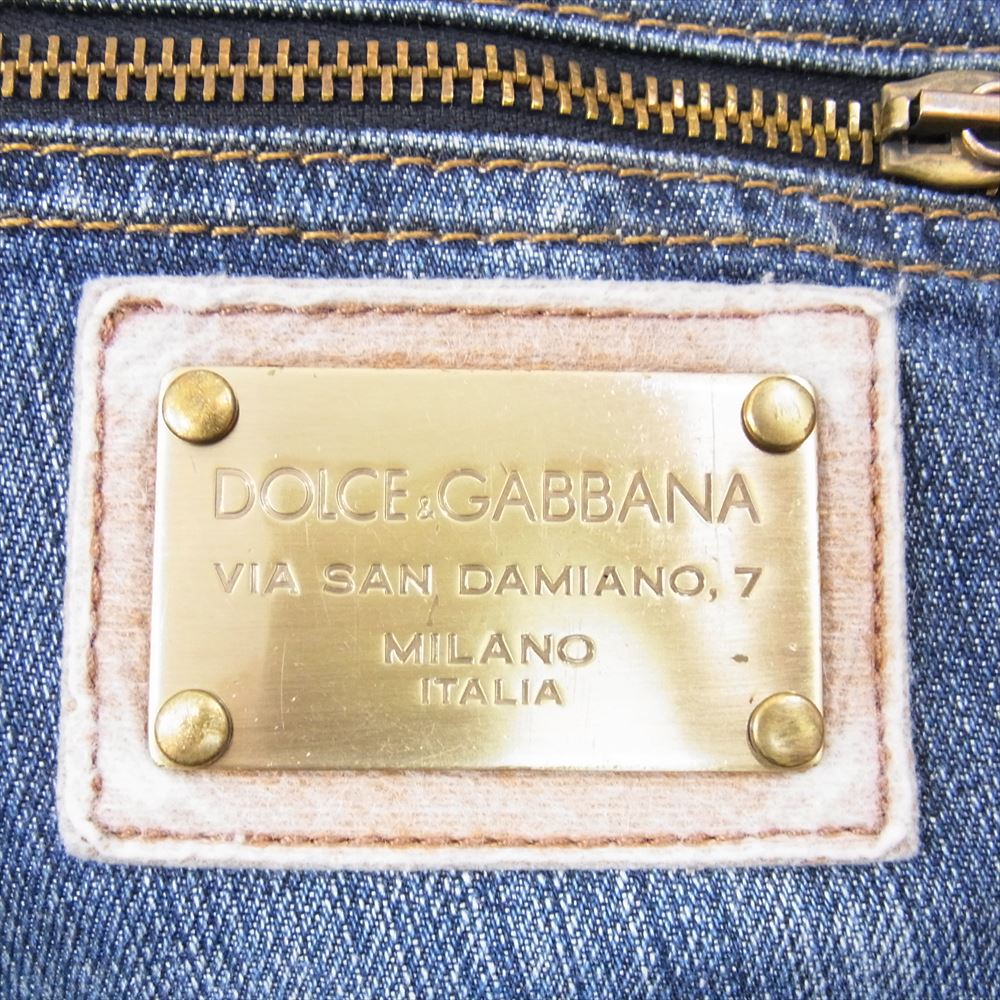 DOLCE&GABBANA
VIA SAN DAMIANO, 7
MILANO
ITALIA